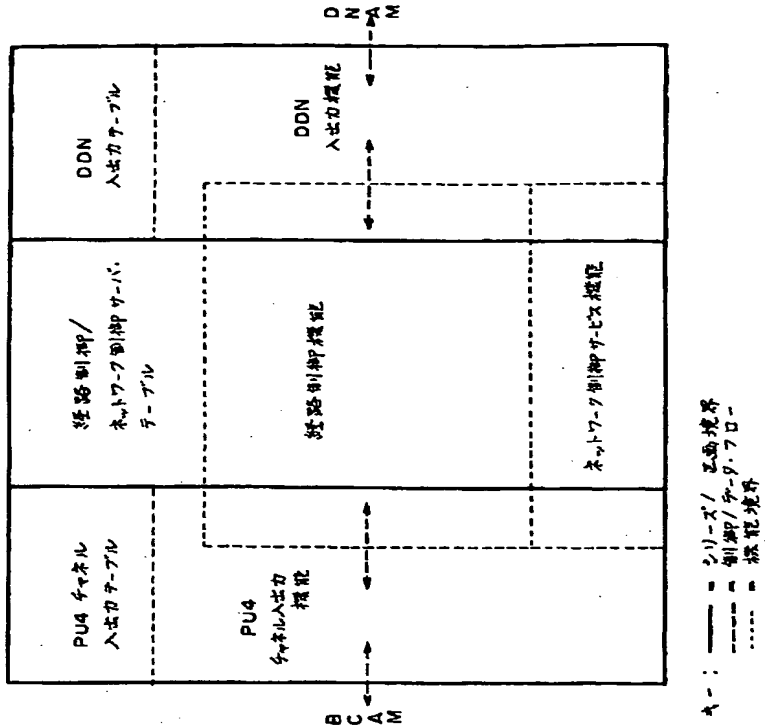 BCAM
PU4 チャネル
入出力テーブル
PU4
チャネル入出力
機能
経路制御/
ネットワーク制御サーバ・
テーブル
経路制御機能
ネットワーク制御サービス機能
DDN
入出力テーブル
DDN
入出力機能
DNAM
キー:
= シリーズ/ 区画境界
= 制御/データ・フロー
= 機能境界